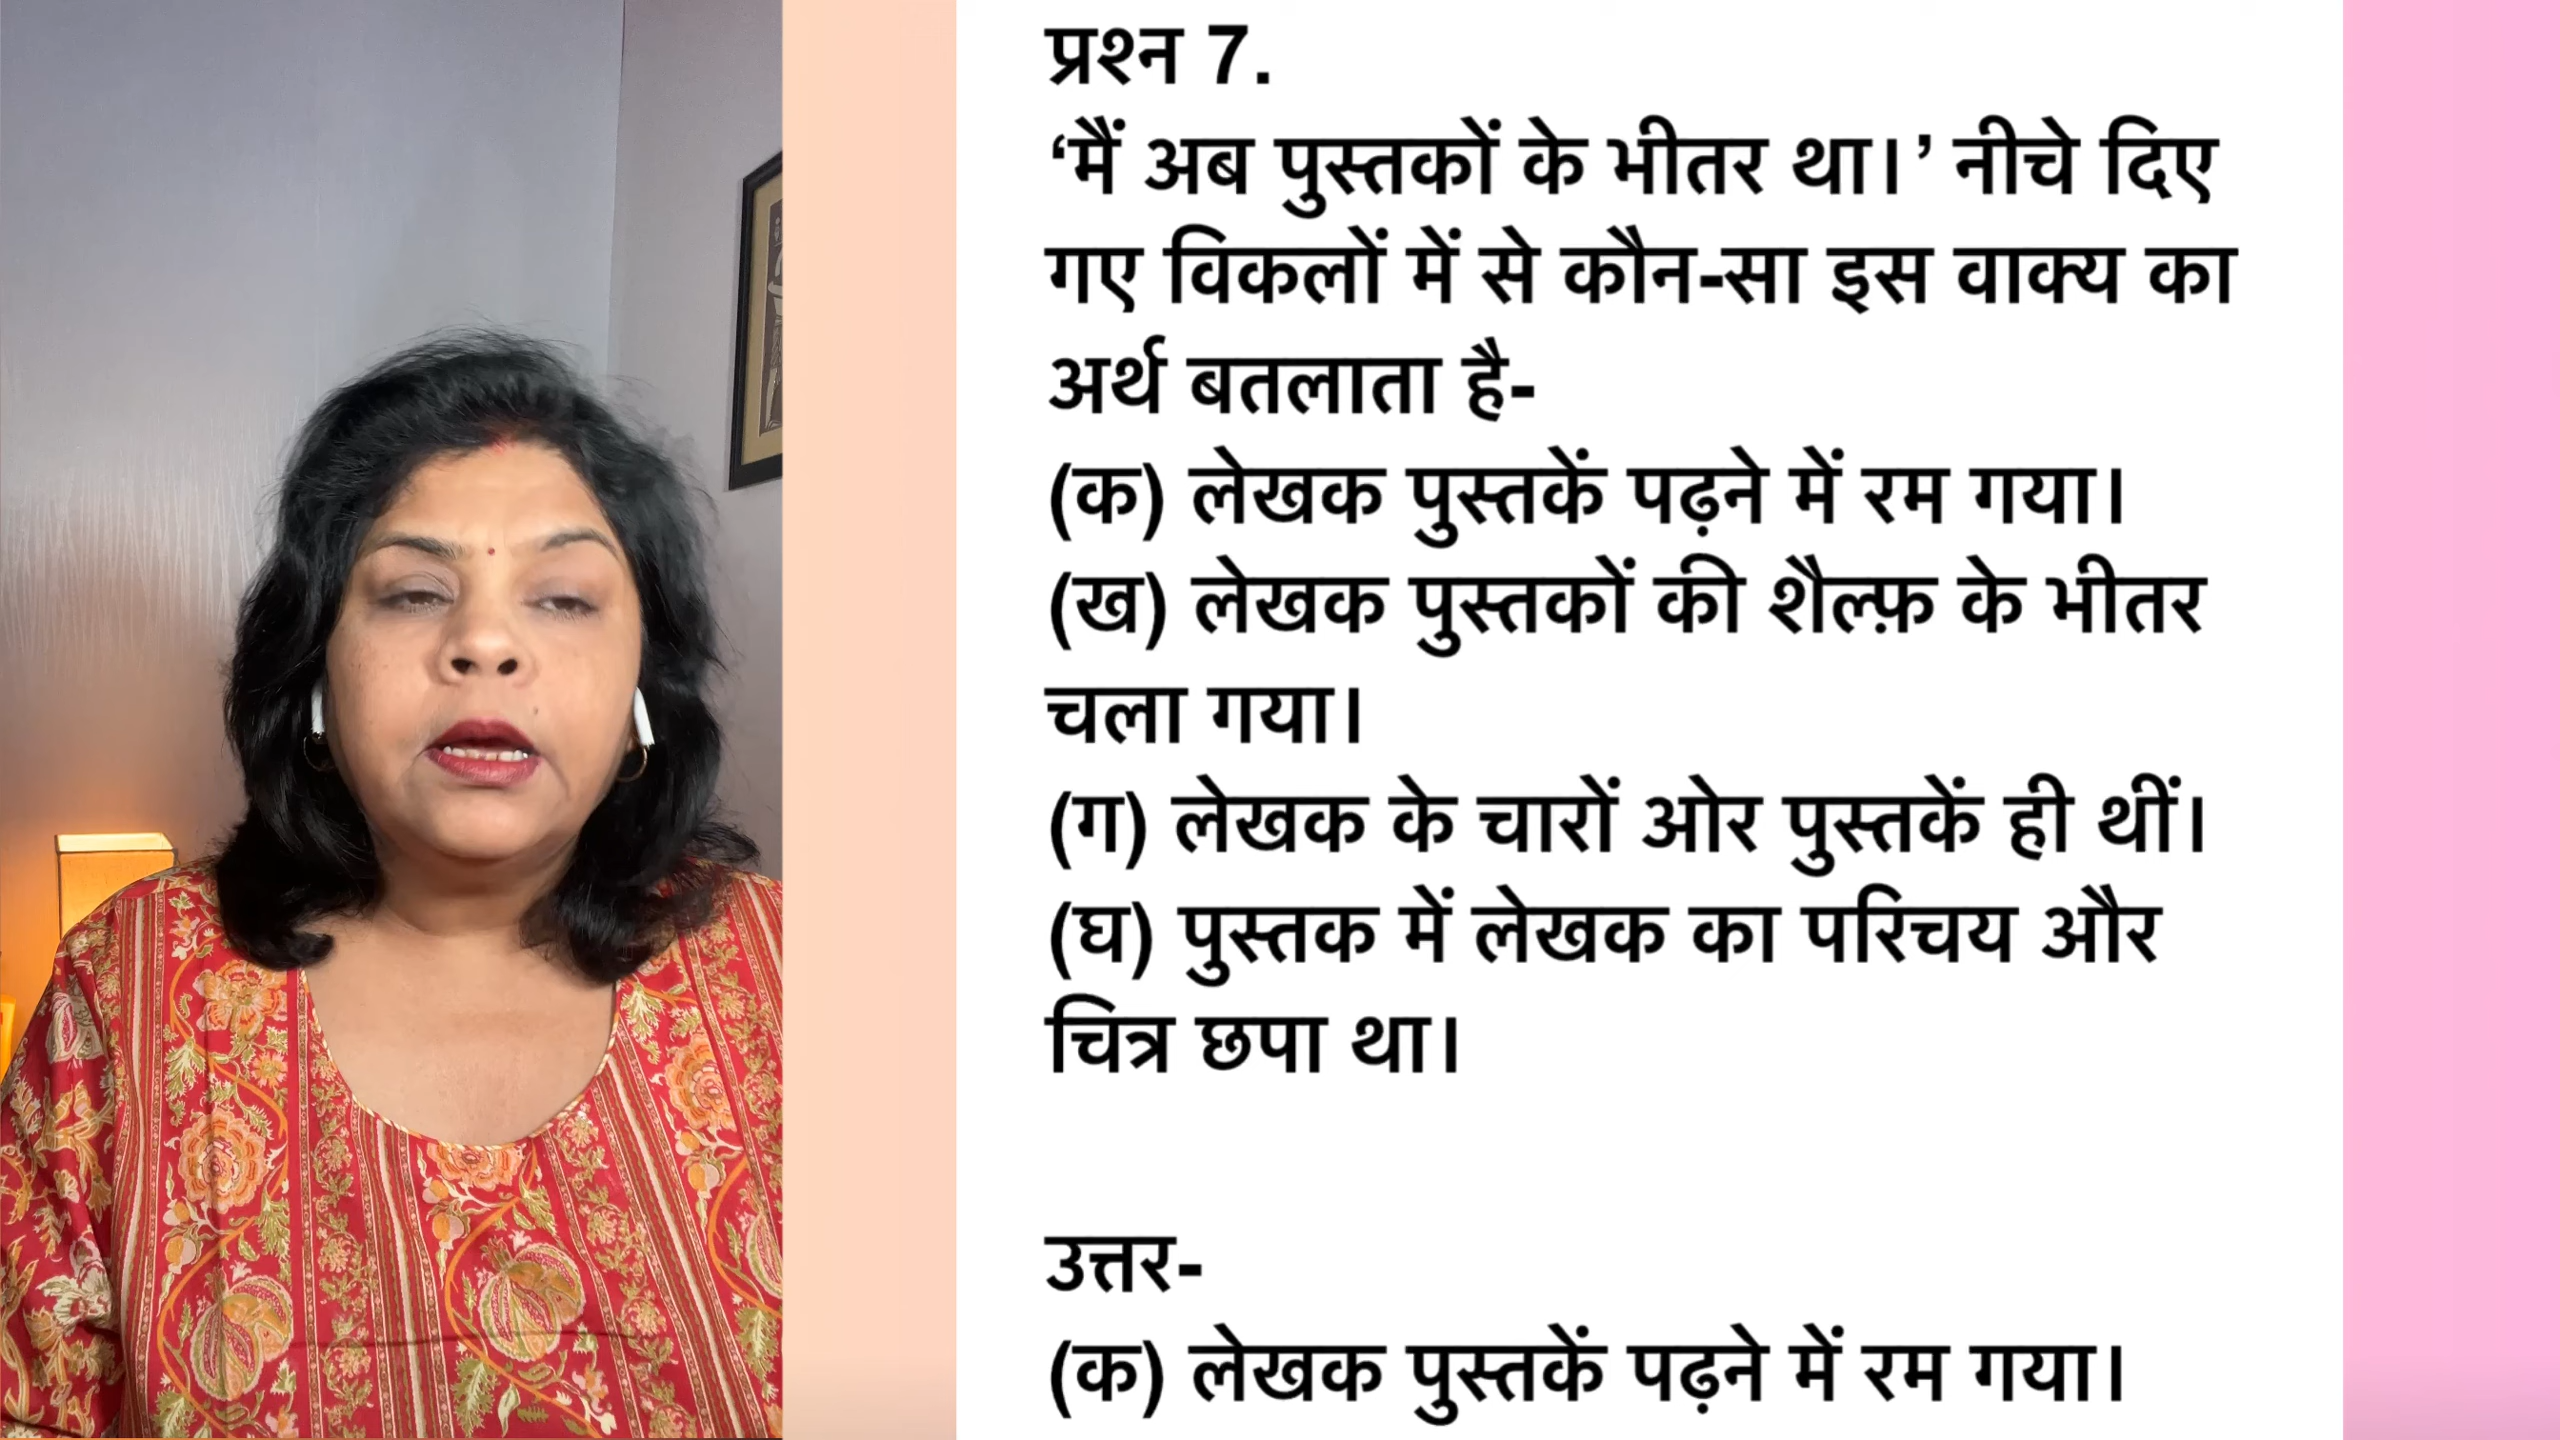 प्रश्न 7.
‘मैं अब पुस्तकों के भीतर था।’ नीचे दिए
गए विकलों में से कौन-सा इस वाक्य का
अर्थ बतलाता है-
(क) लेखक पुस्तकें पढ़ने में रम गया।
(ख) लेखक पुस्तकों की शैल्फ़ के भीतर
चला गया।
(ग) लेखक के चारों ओर पुस्तकें ही थीं।
(घ) पुस्तक में लेखक का परिचय और
चित्र छपा था।
उत्तर-
(क) लेखक पुस्तकें पढ़ने में रम गया।